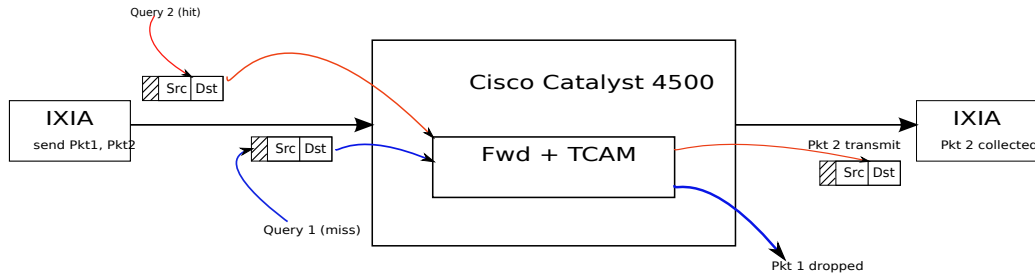 Query 2 (hit)
Src Dst
Cisco Catalyst 4500
IXIA
send Pkt1, Pkt2
Src Dst
Fwd + TCAM
IXIA
Pkt 2 transmit
Pkt 2 collected
Src Dst
Query 1 (miss)
Pkt 1 dropped